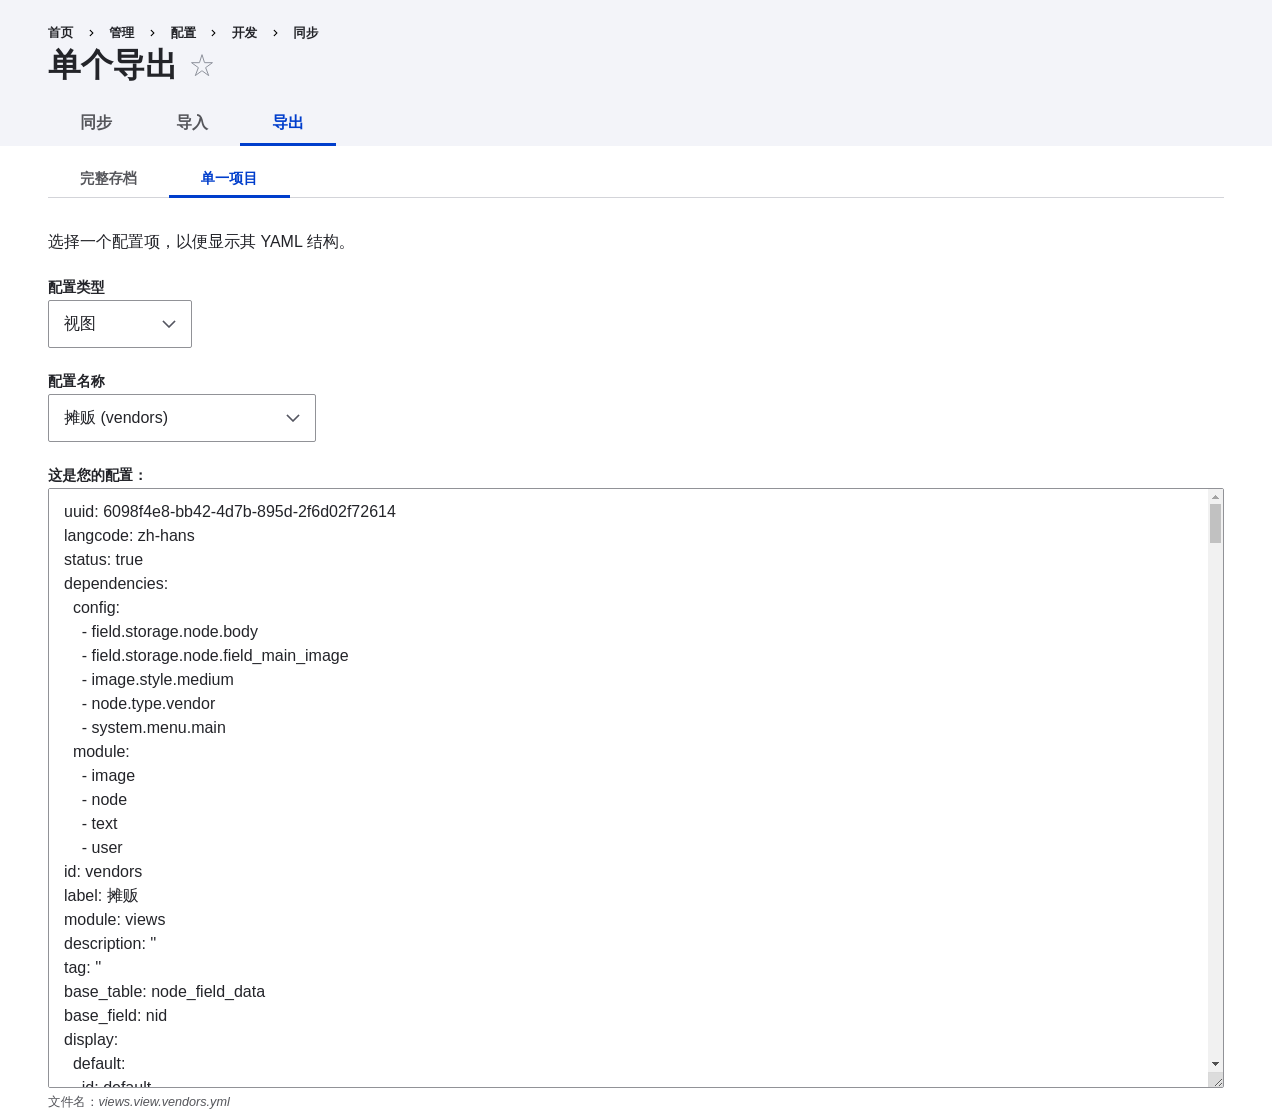 首页 › 管理 › 配置 › 开发 › 同步
单个导出 ☆
同步 导入 导出
完整存档 单一项目
选择一个配置项，以便显示其 YAML 结构。
配置类型
视图
配置名称
摊贩 (vendors)
这是您的配置：
uuid: 6098f4e8-bb42-4d7b-895d-2f6d02f72614
langcode: zh-hans
status: true
dependencies:
  config:
    - field.storage.node.body
    - field.storage.node.field_main_image
    - image.style.medium
    - node.type.vendor
    - system.menu.main
  module:
    - image
    - node
    - text
    - user
id: vendors
label: 摊贩
module: views
description: ''
tag: ''
base_table: node_field_data
base_field: nid
display:
  default:
    id: default
文件名：views.view.vendors.yml